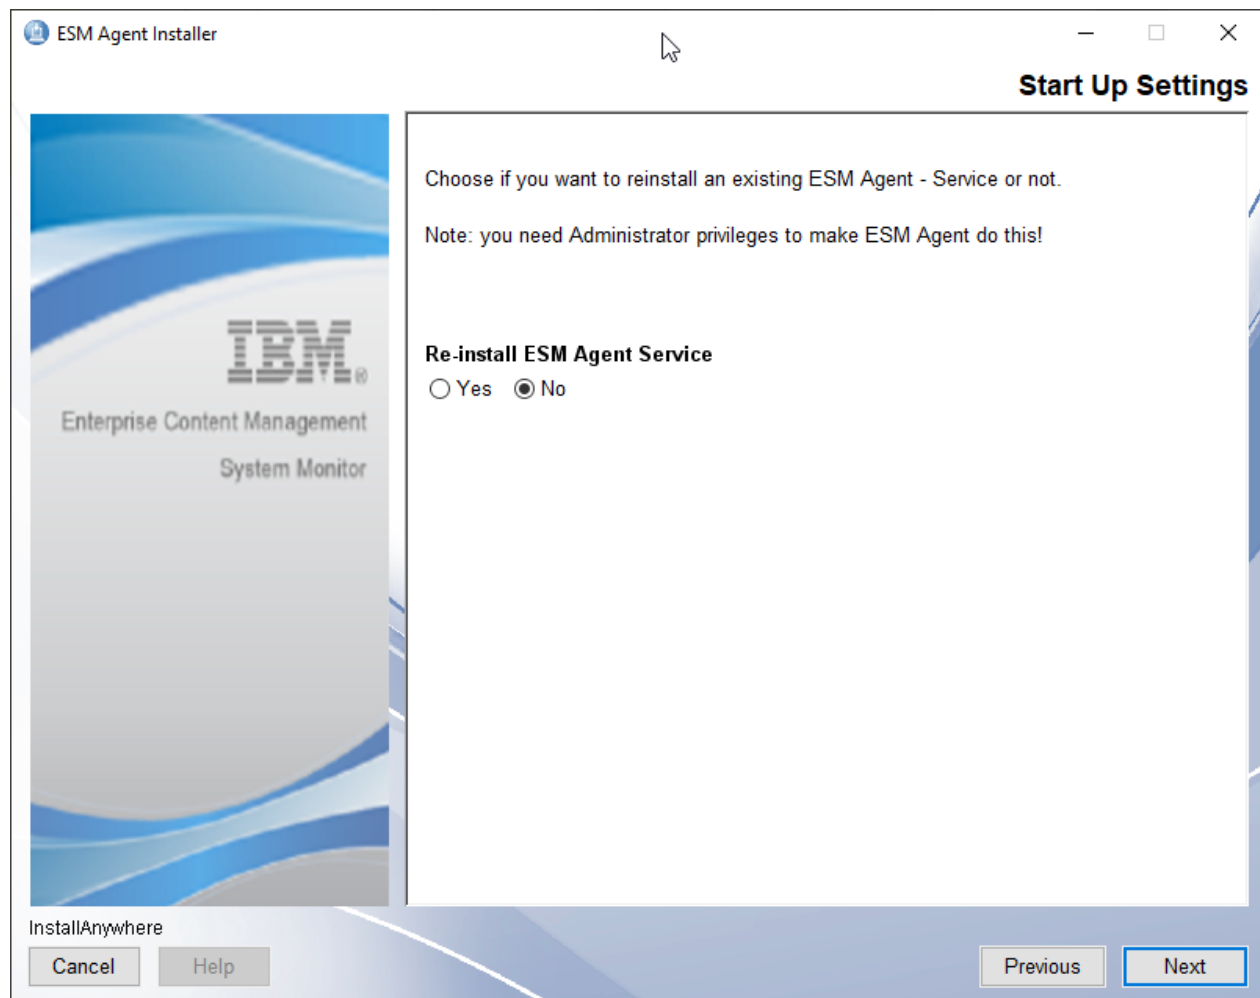 ESM Agent Installer
Start Up Settings
Choose if you want to reinstall an existing ESM Agent - Service or not.
Note: you need Administrator privileges to make ESM Agent do this!
IBM®
Enterprise Content Management
System Monitor
Re-install ESM Agent Service
Yes No
InstallAnywhere
Cancel Help Previous Next